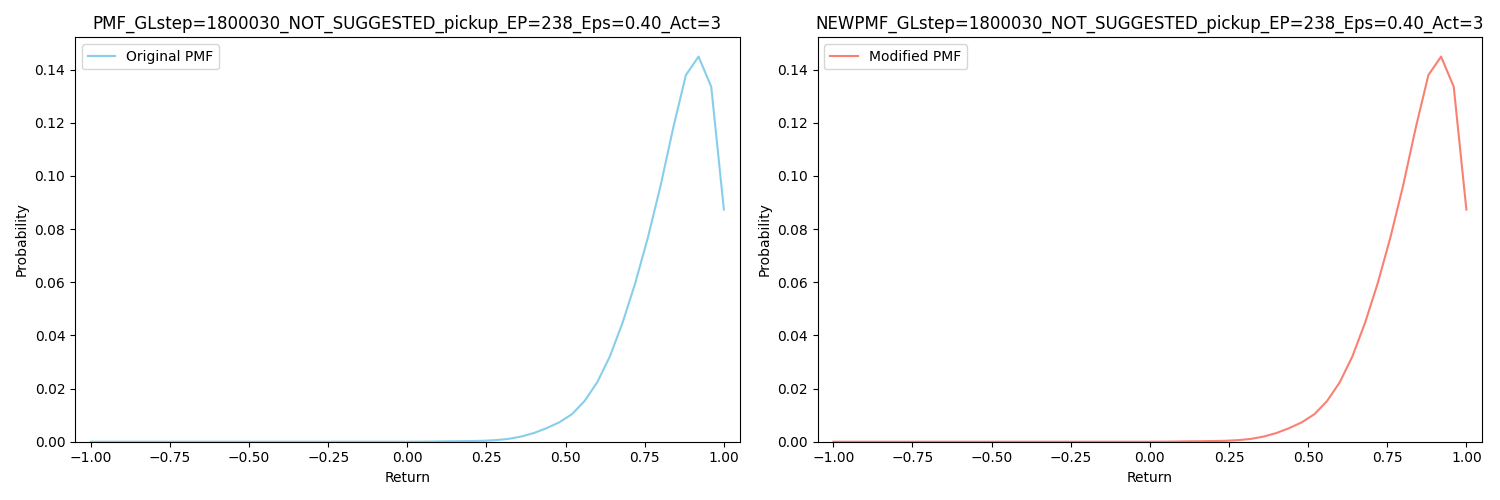 PMF_GLstep=1800030_NOT_SUGGESTED_pickup_EP=238_Eps=0.40_Act=3
Original PMF
Probability
0.14
0.12
0.10
0.08
0.06
0.04
0.02
0.00
−1.00 −0.75 −0.50 −0.25 0.00 0.25 0.50 0.75 1.00
Return
NEWPMF_GLstep=1800030_NOT_SUGGESTED_pickup_EP=238_Eps=0.40_Act=3
Modified PMF
Probability
0.14
0.12
0.10
0.08
0.06
0.04
0.02
0.00
−1.00 −0.75 −0.50 −0.25 0.00 0.25 0.50 0.75 1.00
Return